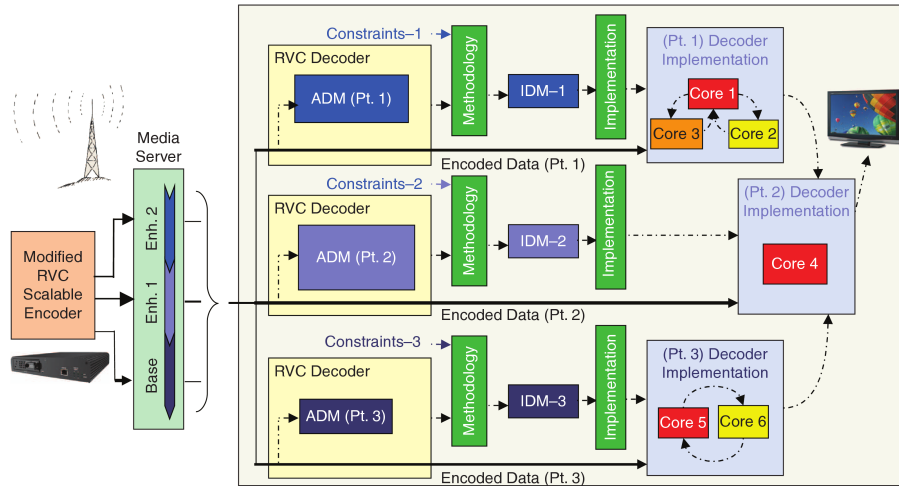 Constraints–1
RVC Decoder
ADM (Pt. 1)
Methodology
IDM–1
Implementation
(Pt. 1) Decoder
Implementation
Core 1
Core 3
Core 2
Encoded Data (Pt. 1)
Media
Server
Enh. 2
Enh. 1
Base
Modified
RVC
Scalable
Encoder
Constraints–2
RVC Decoder
ADM (Pt. 2)
Methodology
IDM–2
Implementation
(Pt. 2) Decoder
Implementation
Core 4
Encoded Data (Pt. 2)
Constraints–3
RVC Decoder
ADM (Pt. 3)
Methodology
IDM–3
Implementation
(Pt. 3) Decoder
Implementation
Core 5
Core 6
Encoded Data (Pt. 3)